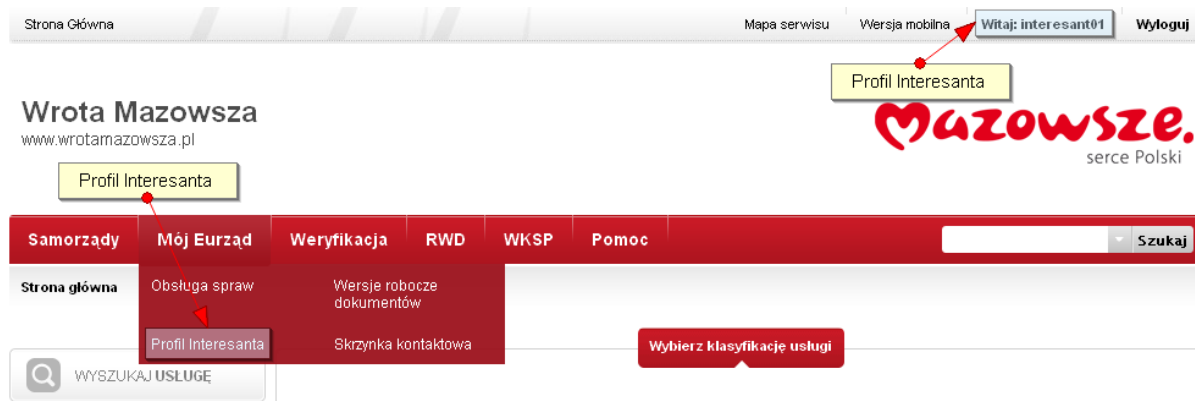 Strona Główna
Mapa serwisu
Wersja mobilna
Witaj: interesant01
Wyloguj
Profil Interesanta
Wrota Mazowsza
www.wrotamazowsza.pl
Mazowsze.
serce Polski
Profil Interesanta
Samorządy
Mój Eurząd
Weryfikacja
RWD
WKSP
Pomoc
Szukaj
Strona główna
Obsługa spraw
Wersje robocze
dokumentów
Profil Interesanta
Skrzynka kontaktowa
Wybierz klasyfikację usługi
WYSZUKAJ USŁUGĘ